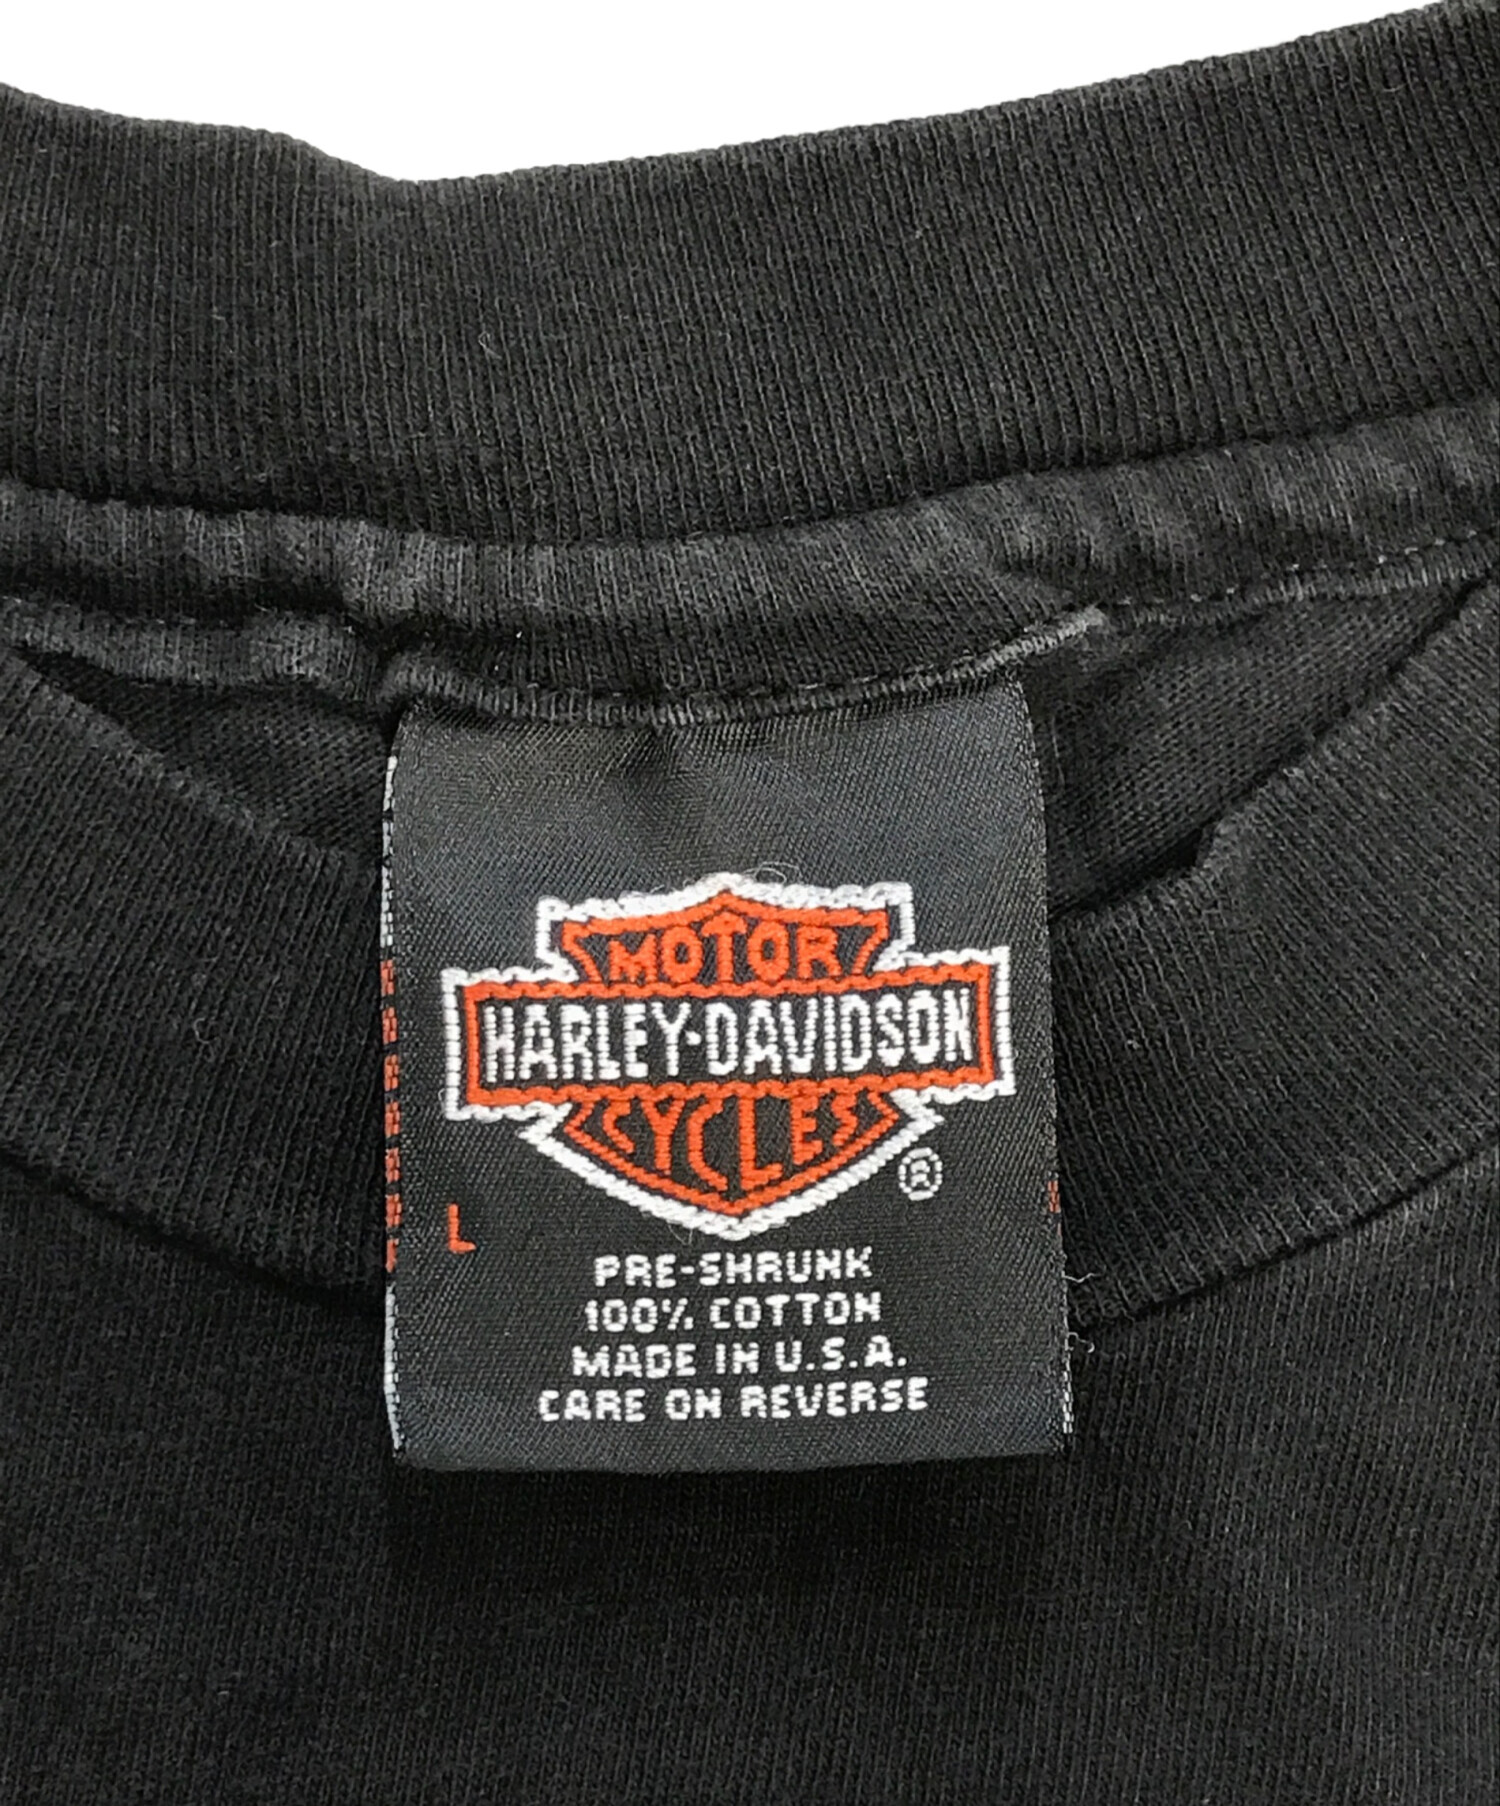 MOTOR
HARLEY-DAVIDSON
CYCLES
®
L
PRE-SHRUNK
100% COTTON
MADE IN U.S.A.
CARE ON REVERSE